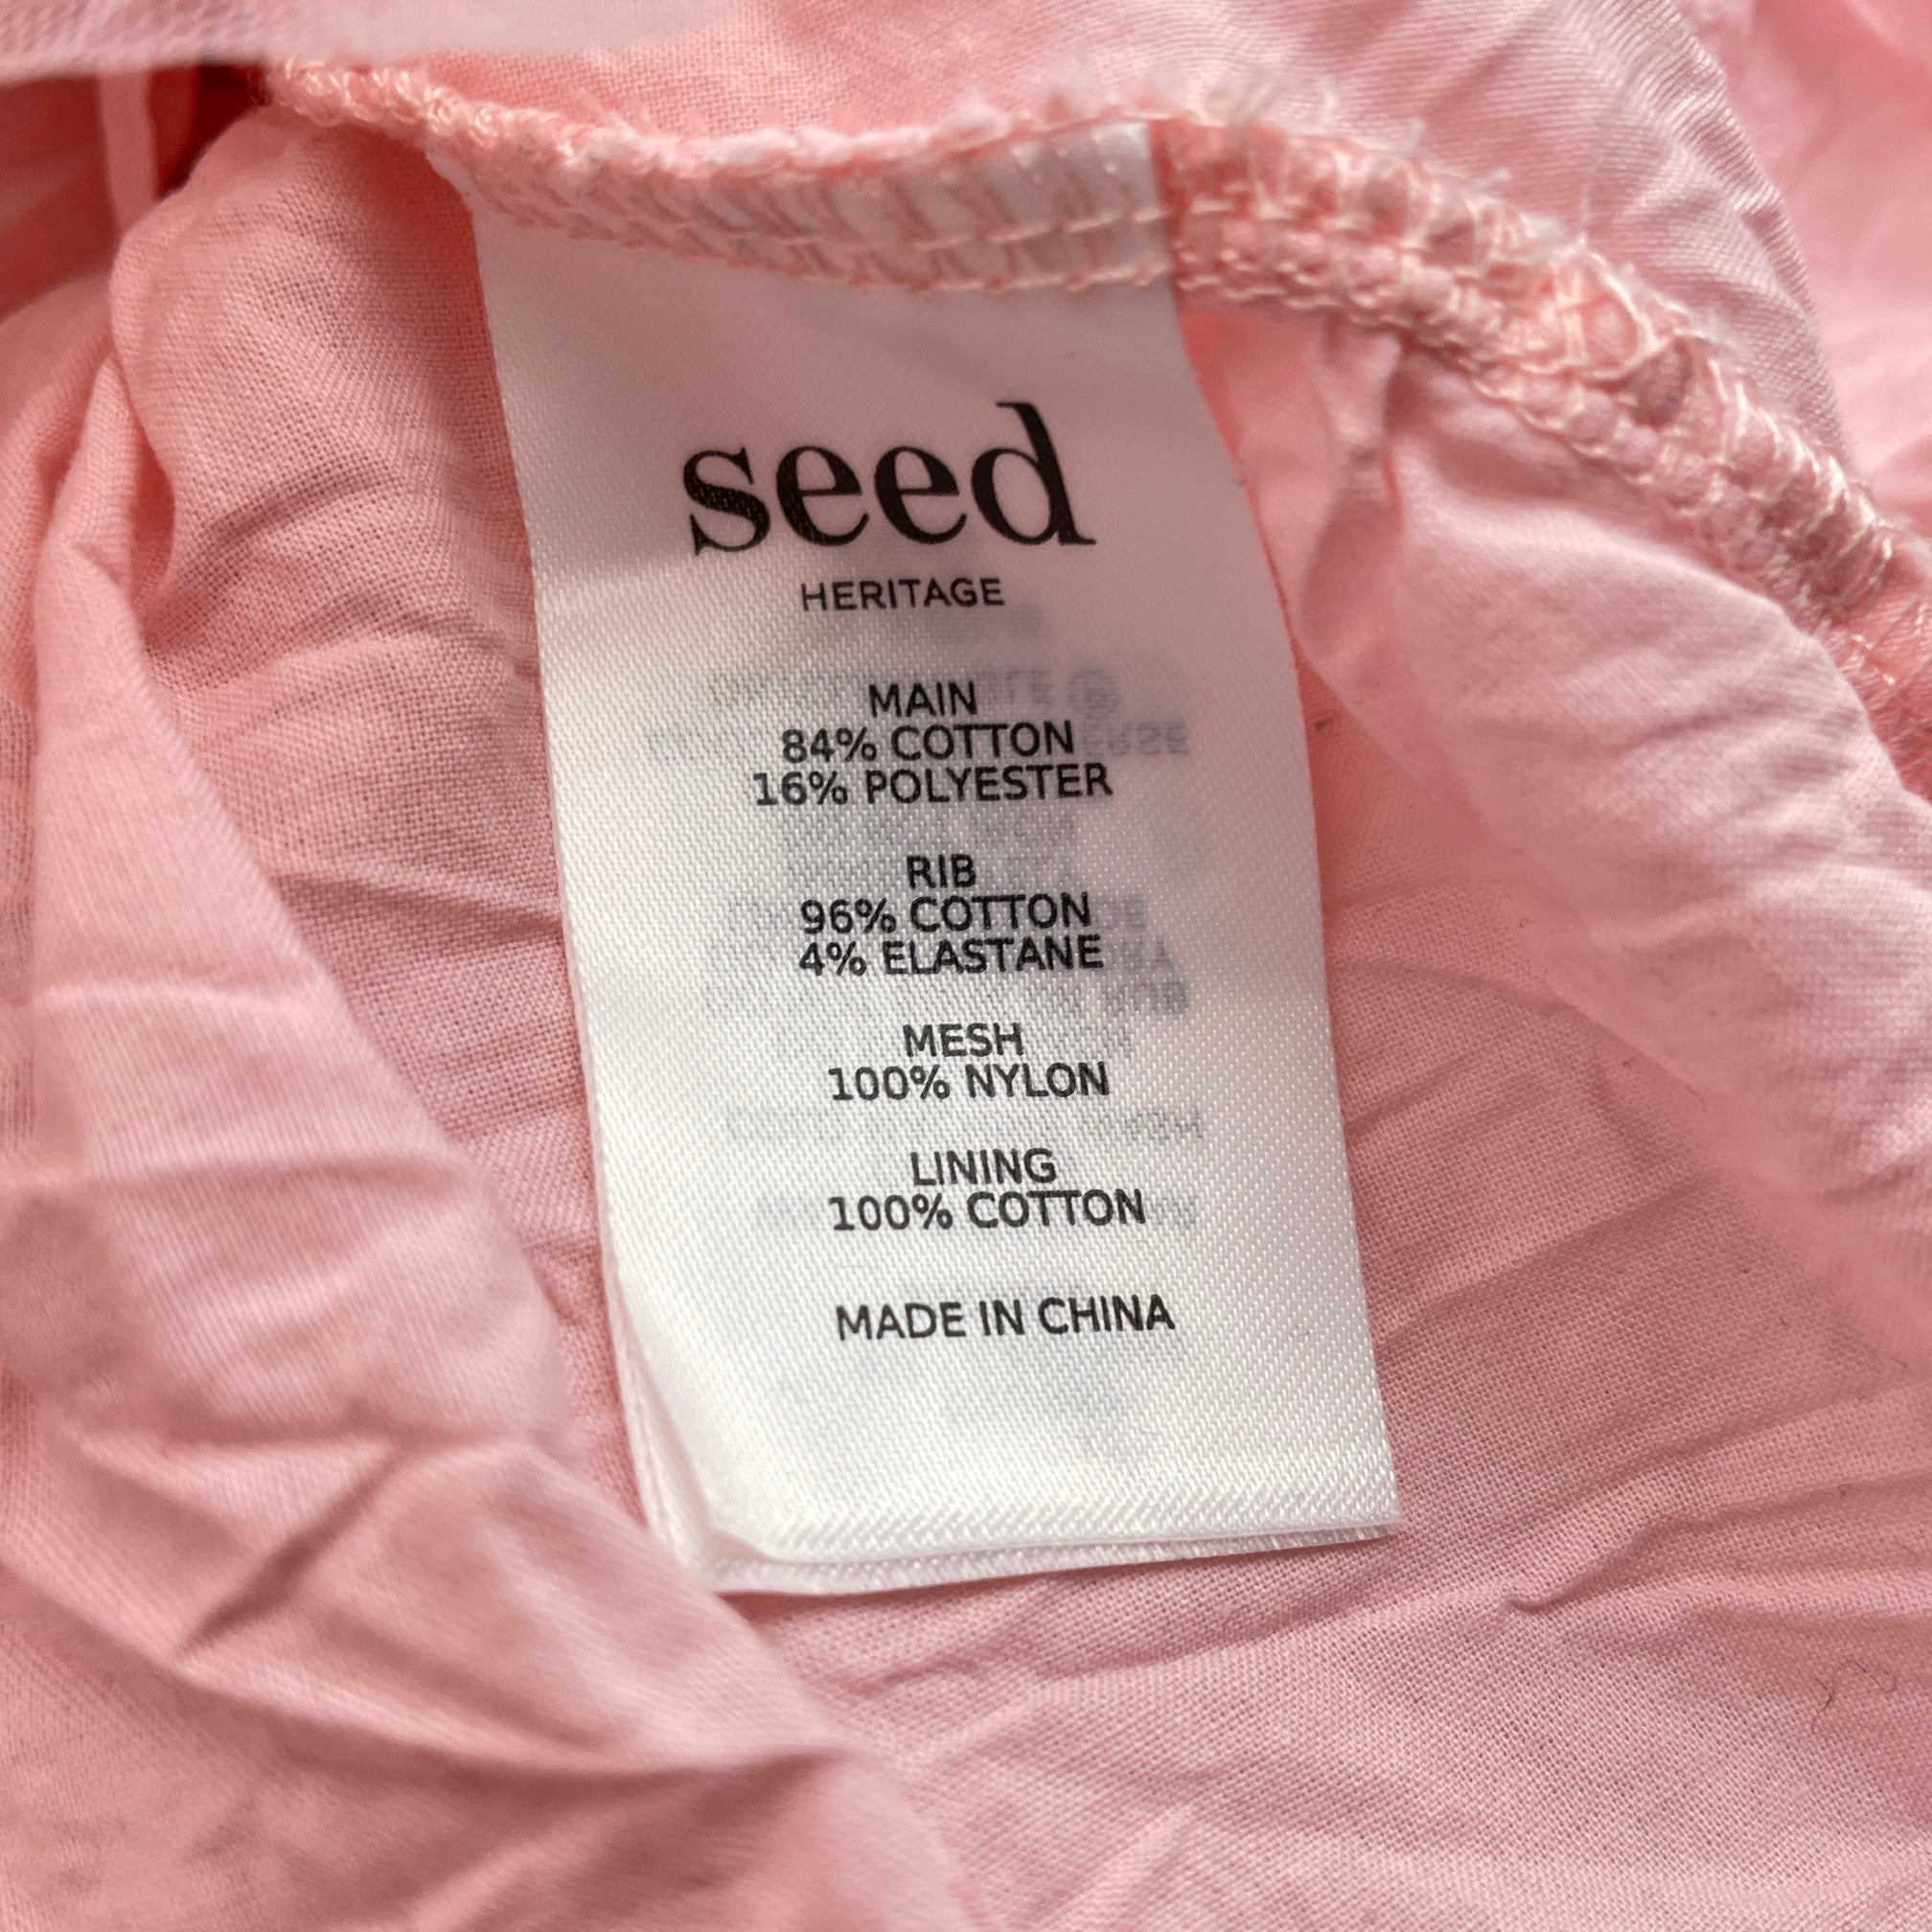 seed
HERITAGE
MAIN
84% COTTON
16% POLYESTER
RIB
96% COTTON
4% ELASTANE
MESH
100% NYLON
LINING
100% COTTON
MADE IN CHINA